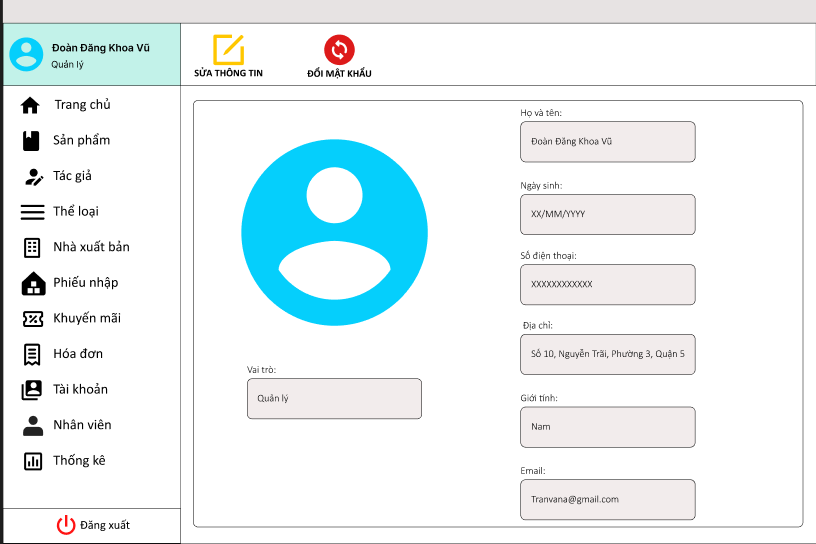 Đoàn Đăng Khoa Vũ
Quản lý
SỬA THÔNG TIN
ĐỔI MẬT KHẨU
Trang chủ
Sản phẩm
Tác giả
Thể loại
Nhà xuất bản
Phiếu nhập
Khuyến mãi
Hóa đơn
Tài khoản
Nhân viên
Thống kê
Đăng xuất
Vai trò:
Quản lý
Họ và tên:
Đoàn Đăng Khoa Vũ
Ngày sinh:
XX/MM/YYYY
Số điện thoại:
XXXXXXXXXXXX
Địa chỉ:
Số 10, Nguyễn Trãi, Phường 3, Quận 5
Giới tính:
Nam
Email:
Tranvana@gmail.com